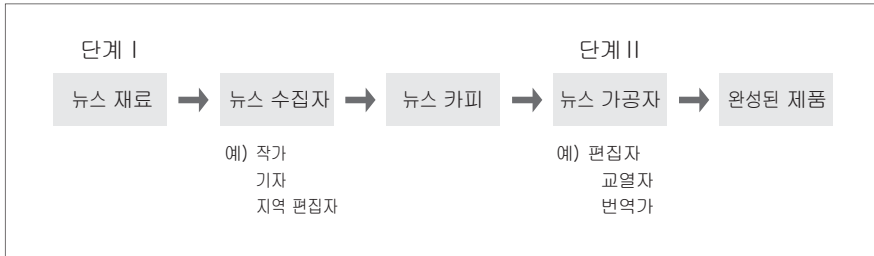 단계 I 단계 II
뉴스 재료 뉴스 수집자 뉴스 카피 뉴스 가공자 완성된 제품
예) 작가 예) 편집자
기자 교열자
지역 편집자 번역가